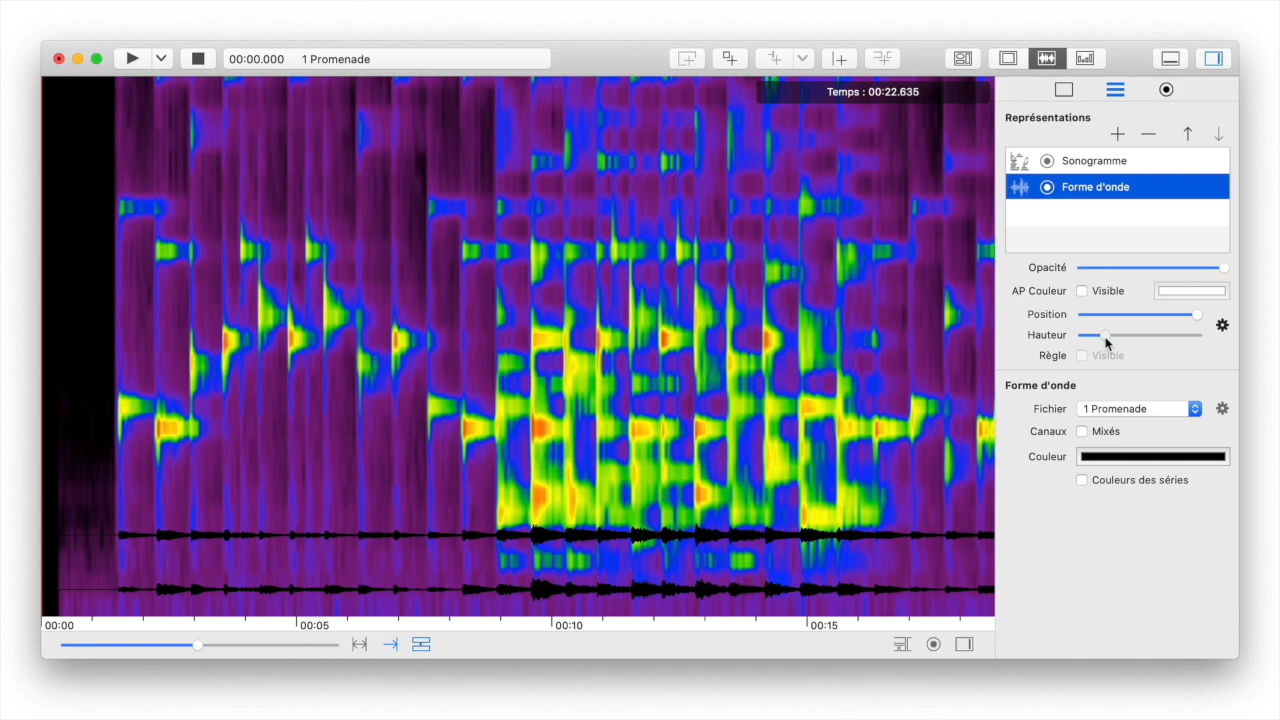 00:00.000 1 Promenade
Temps : 00:22.635
Représentations
Sonogramme
Forme d'onde
Opacité
AP Couleur Visible
Position
Hauteur
Règle Visible
Forme d'onde
Fichier 1 Promenade
Canaux Mixés
Couleur
Couleurs des séries
00:00 00:05 00:10 00:15